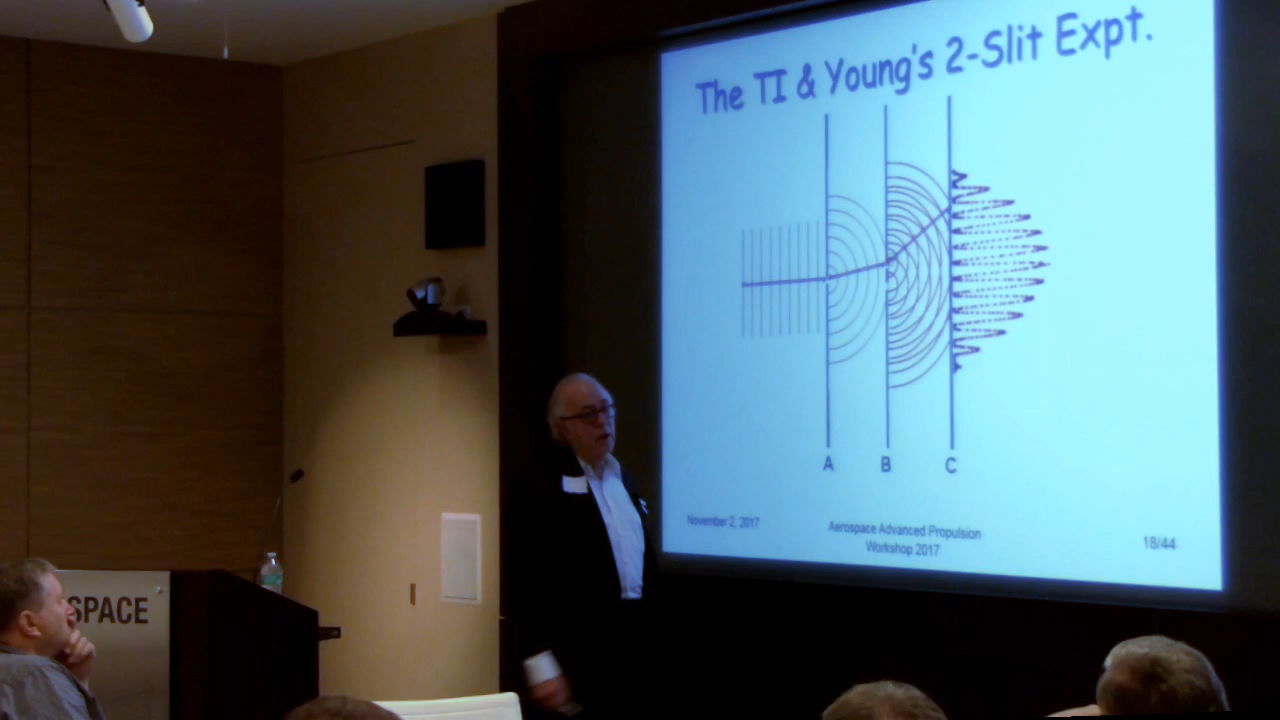 The TI & Young's 2-Slit Expt.
A B C
November 2, 2017
Aerospace Advanced Propulsion
Workshop 2017
18/44
SPACE